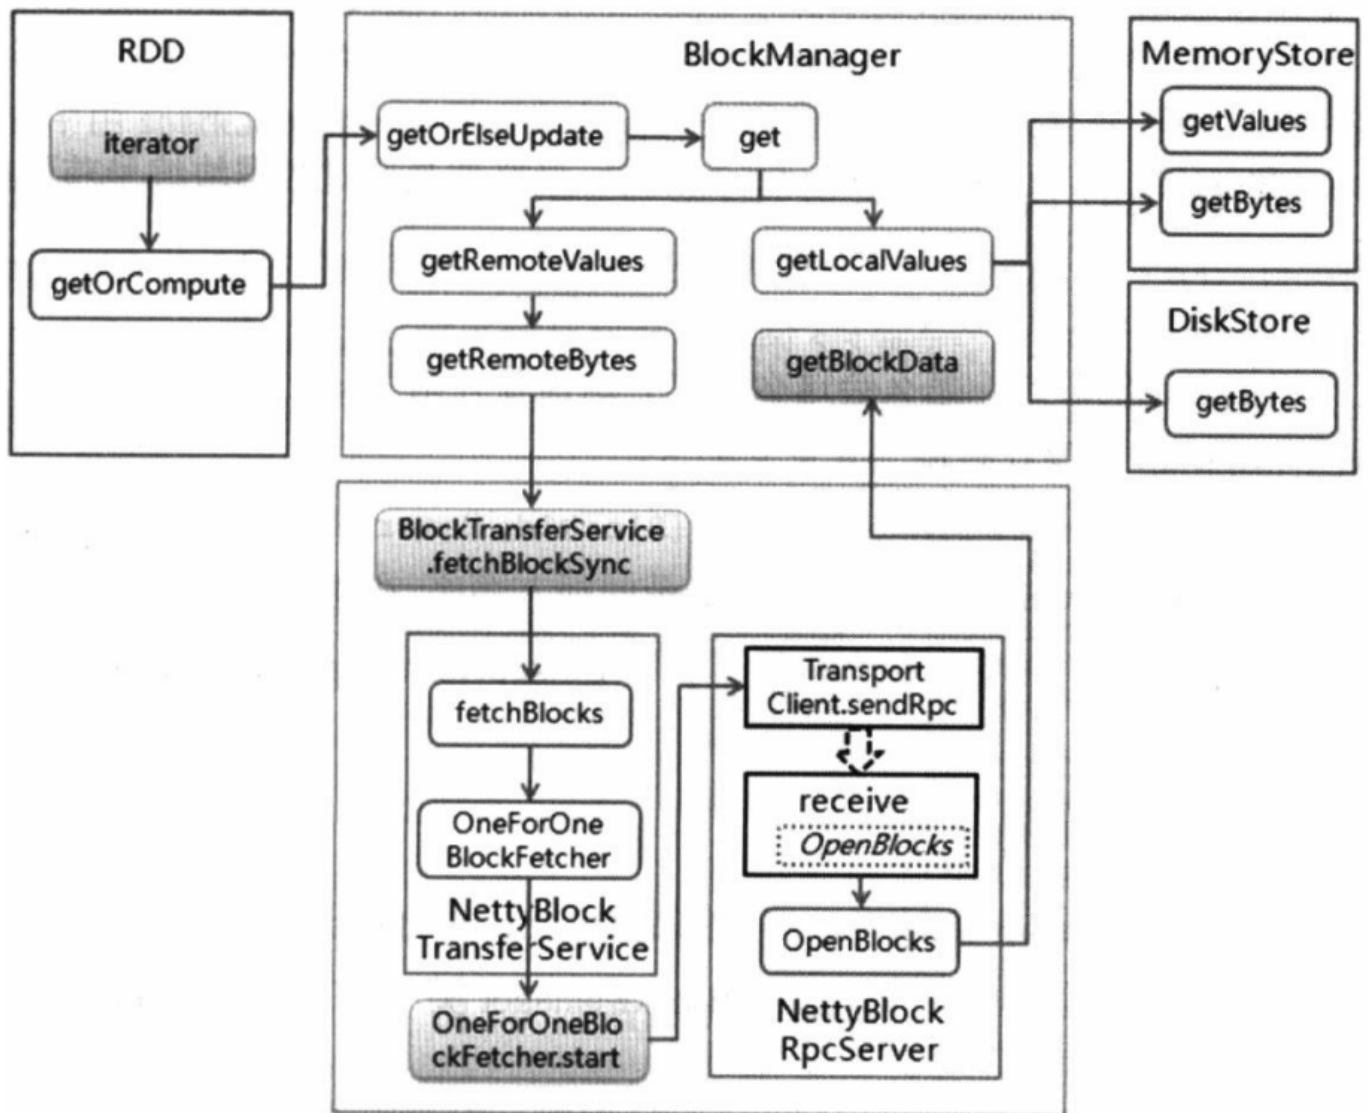 RDD
iterator
getOrCompute
BlockManager
getOrElseUpdate
get
getRemoteValues
getLocalValues
getRemoteBytes
getBlockData
MemoryStore
getValues
getBytes
DiskStore
getBytes
BlockTransferService
.fetchBlockSync
fetchBlocks
OneForOne
BlockFetcher
NettyBlock
TransferService
OneForOneBlo
ckFetcher.start
Transport
Client.sendRpc
receive
OpenBlocks
OpenBlocks
NettyBlock
RpcServer